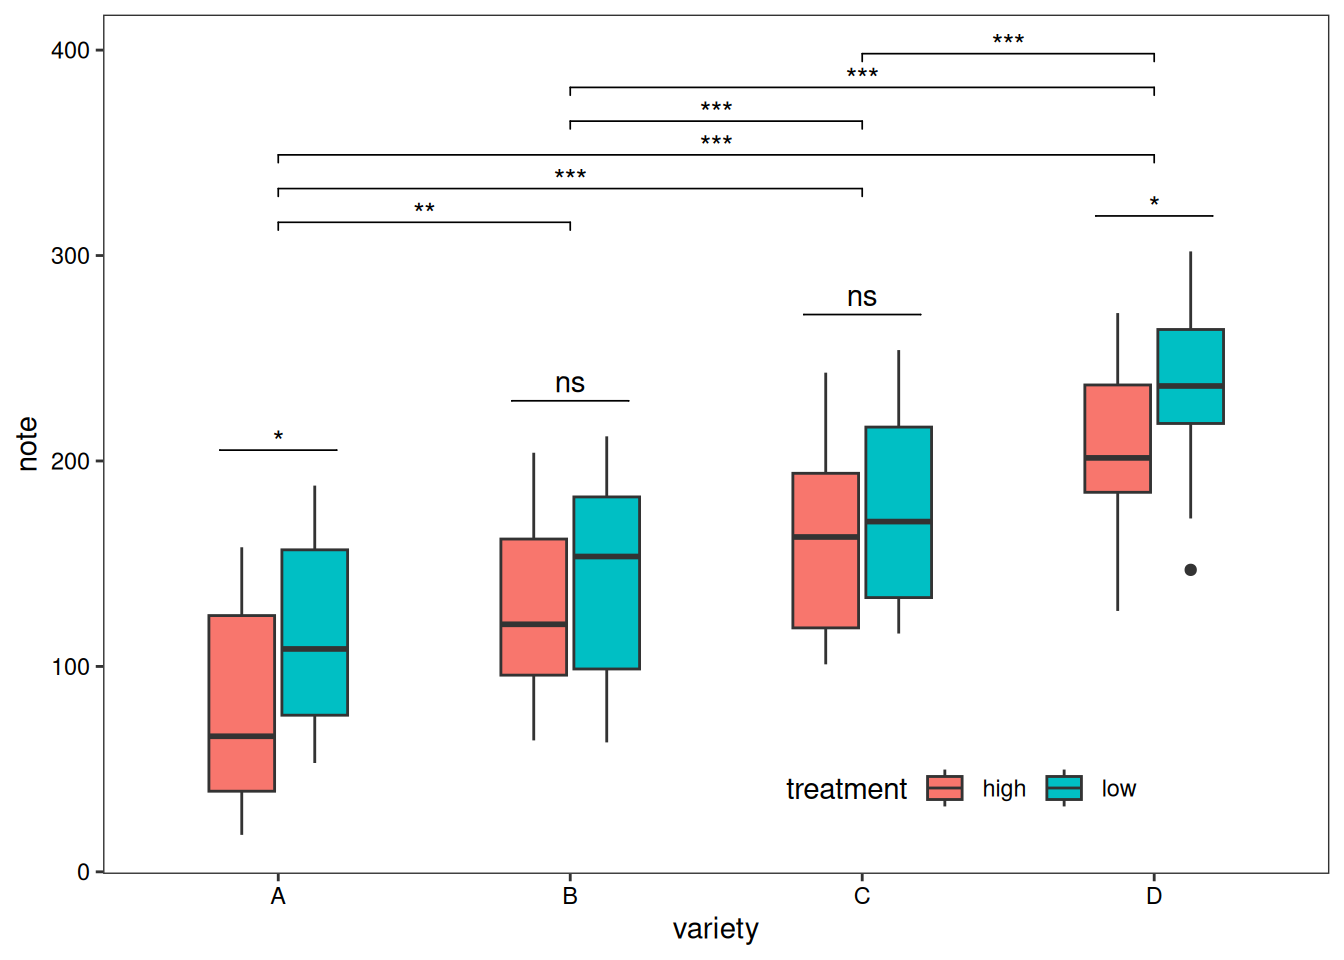 400
***
***
***
***
***
**
*
300
ns
ns
*
200
note
100
treatment high low
0
A B C D
variety